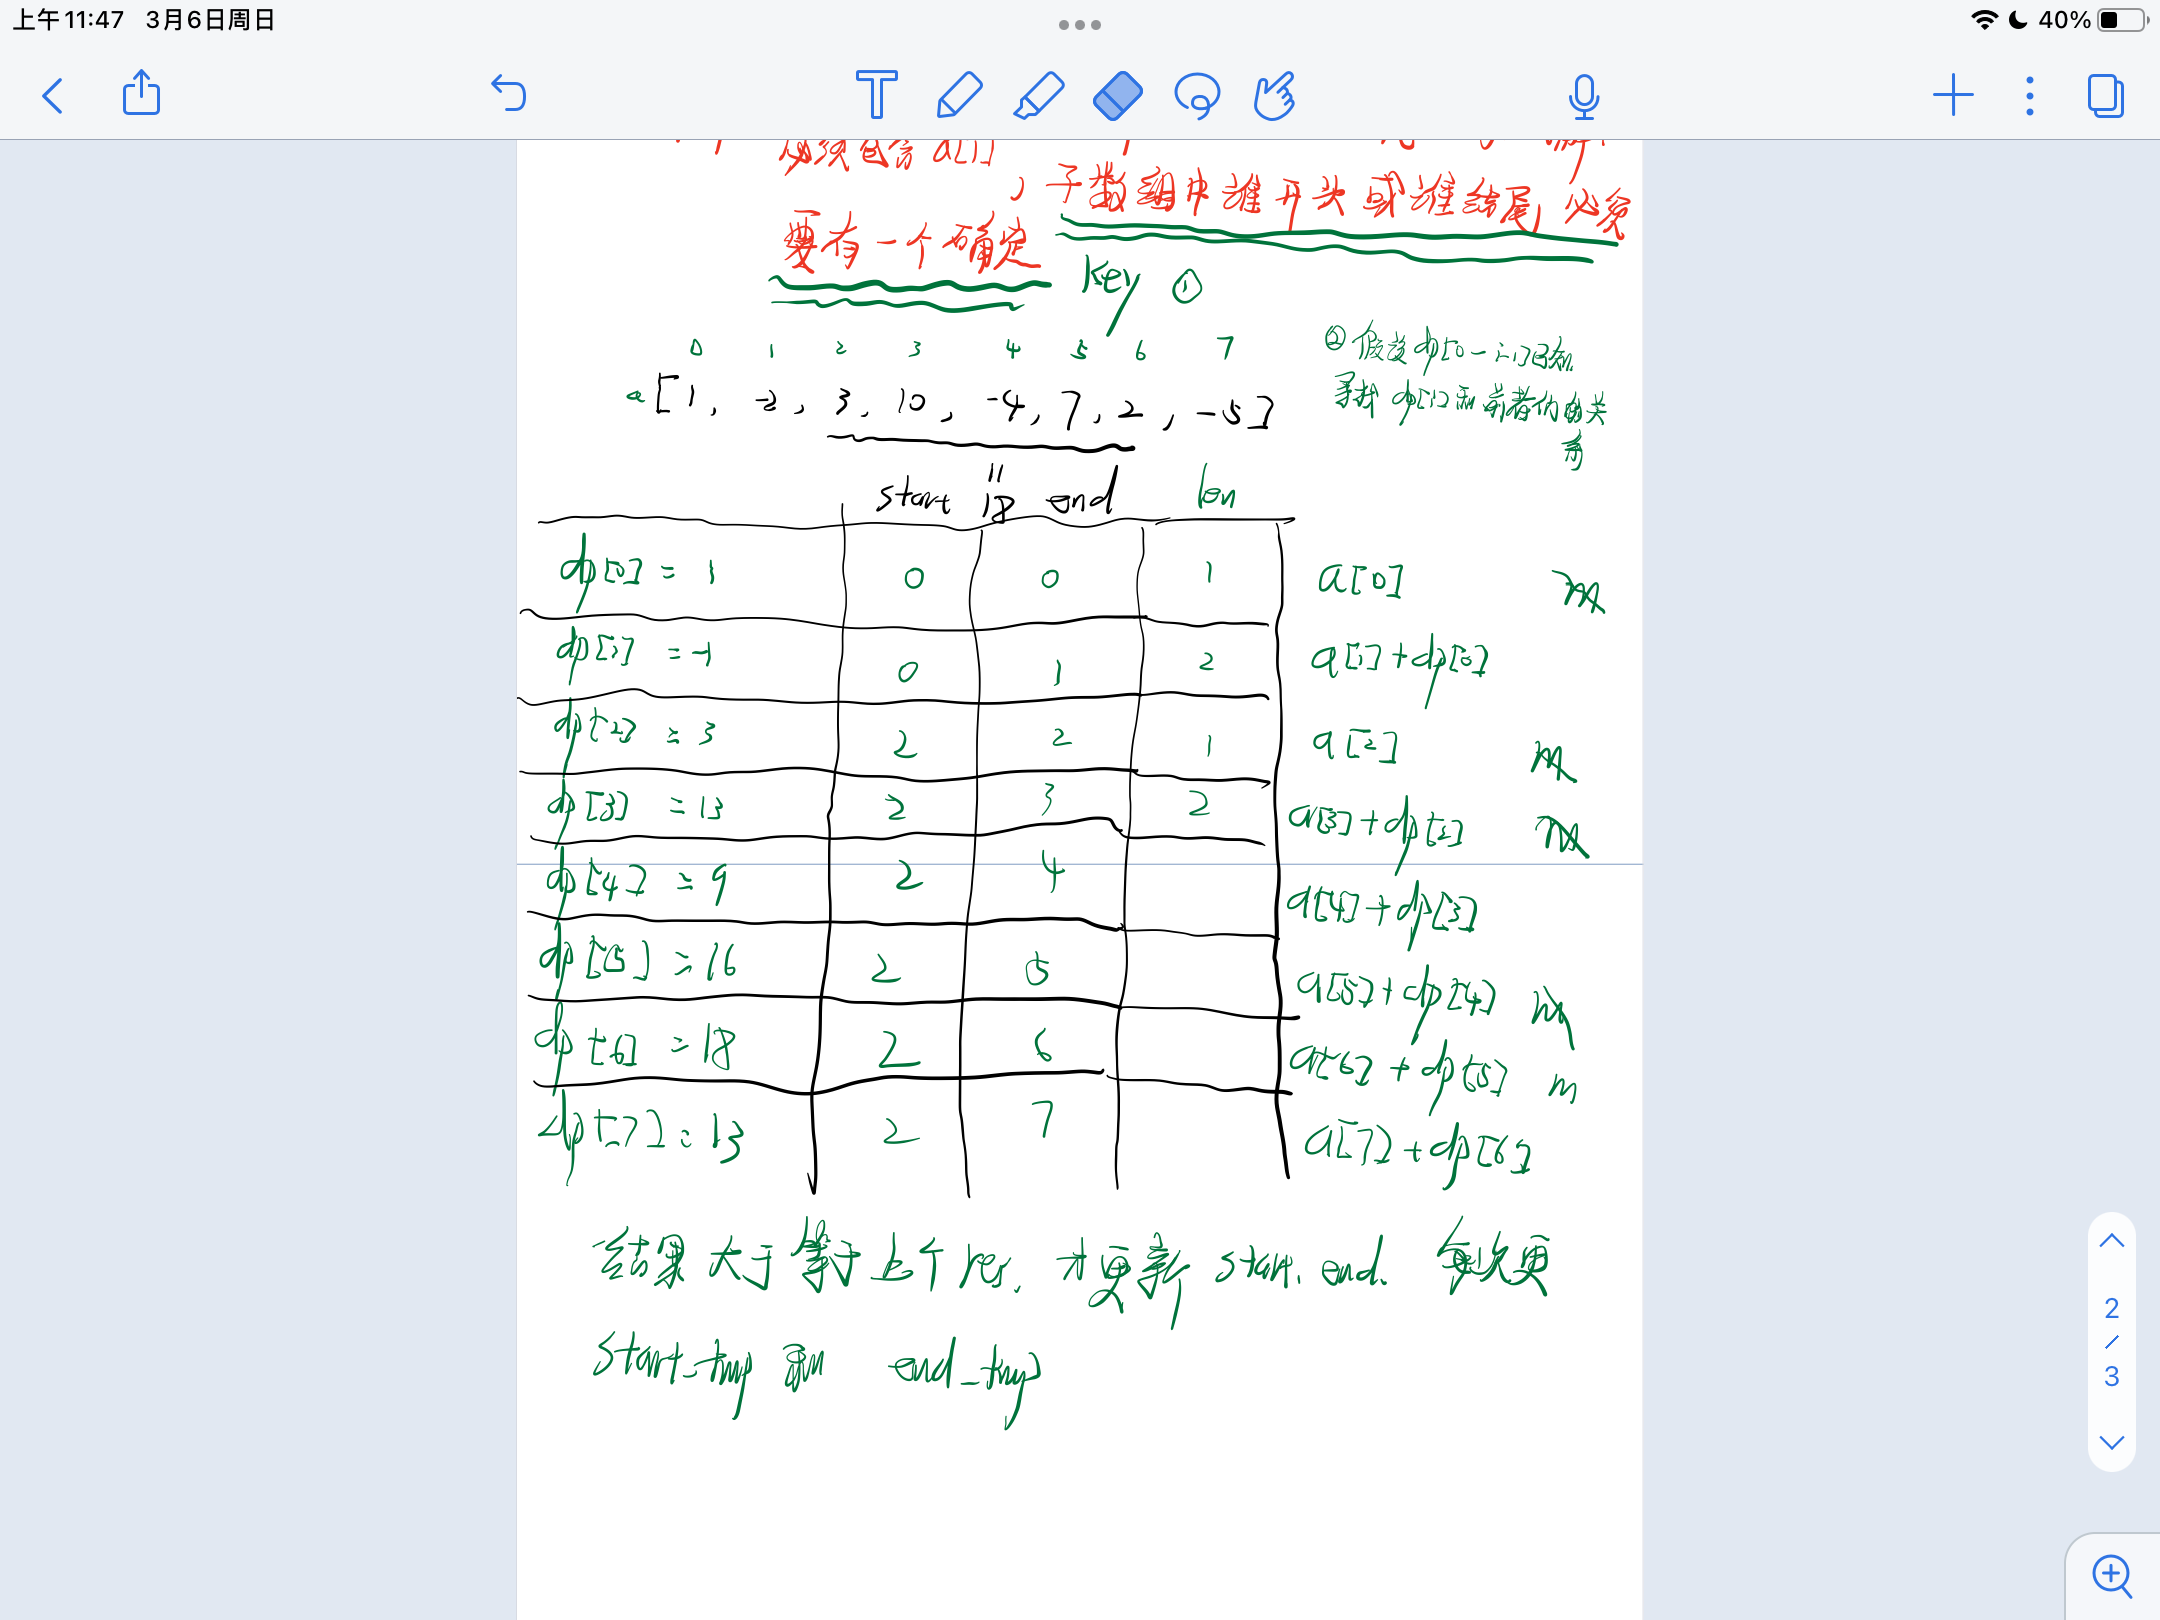 上午11:47 3月6日周日
40%
必须包含a[i]
，子数组中谁开头或谁结尾，必须
要有一个确定
Key ①
0 1 2 3 4 5 6 7
a [1, -2, 3, 10, -4, 7, 2, -5]
② 假设dp[0-i-1]已知
寻找 dp[i]和前者们的关
系
start 18 end len
dp[0] = 1 0 0 1 a[0] m
dp[1] = -1 0 1 2 a[1]+dp[0]
dp[2] = 3 2 2 1 a[2] m
dp[3] = 13 2 3 2 a[3]+dp[2] m
dp[4] = 9 2 4 a[4]+dp[3]
dp[5] = 16 2 5 a[5]+dp[4] m
dp[6] = 18 2 6 a[6]+dp[5] m
dp[7] = 13 2 7 a[7]+dp[6]
结果大于等于上个res. 才更新 start. end. 每次更
start_tmp 和 end_tmp
2
/
3